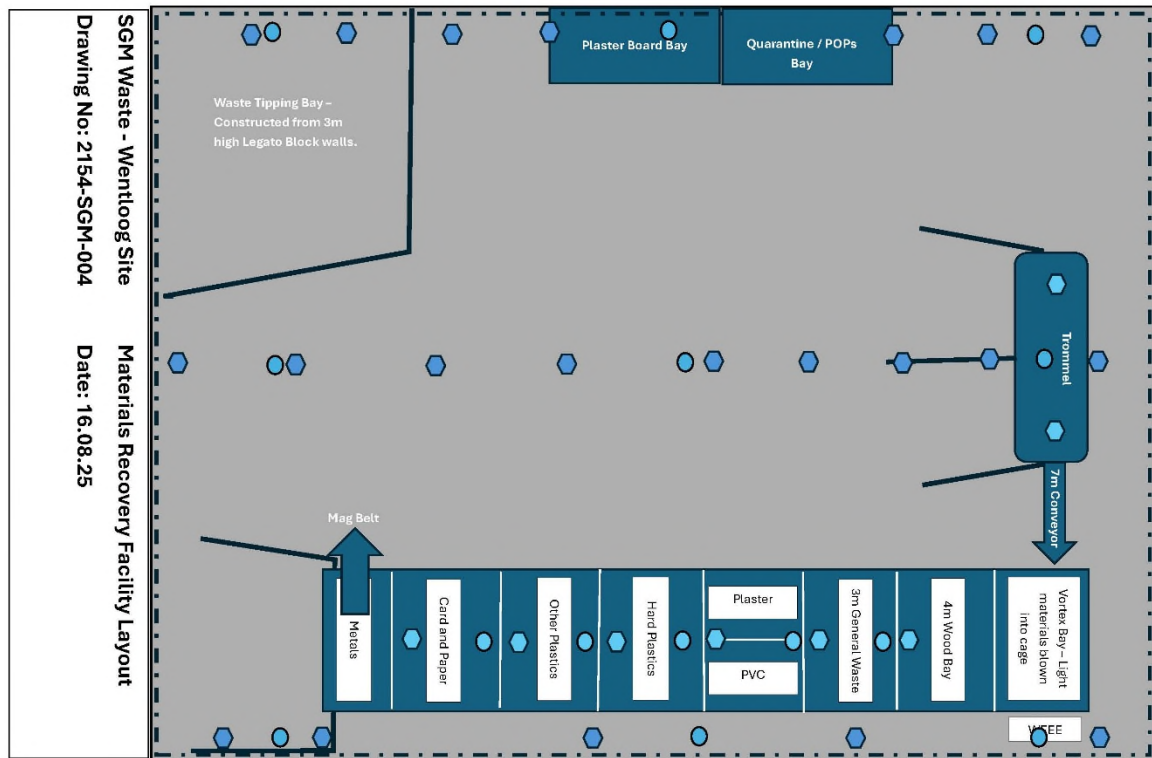 SGM Waste - Wentloog Site
Materials Recovery Facility Layout
Drawing No: 2154-SGM-004
Date: 16.08.25
Plaster Board Bay
Quarantine / POPs
Bay
Waste Tipping Bay –
Constructed from 3m
high Legato Block walls.
Trommel
7m Conveyor
Mag Belt
Metals
Card and Paper
Other Plastics
Hard Plastics
Plaster
PVC
3m General Waste
4m Wood Bay
Vortex Bay – Light
materials blown
into cage
WEEE